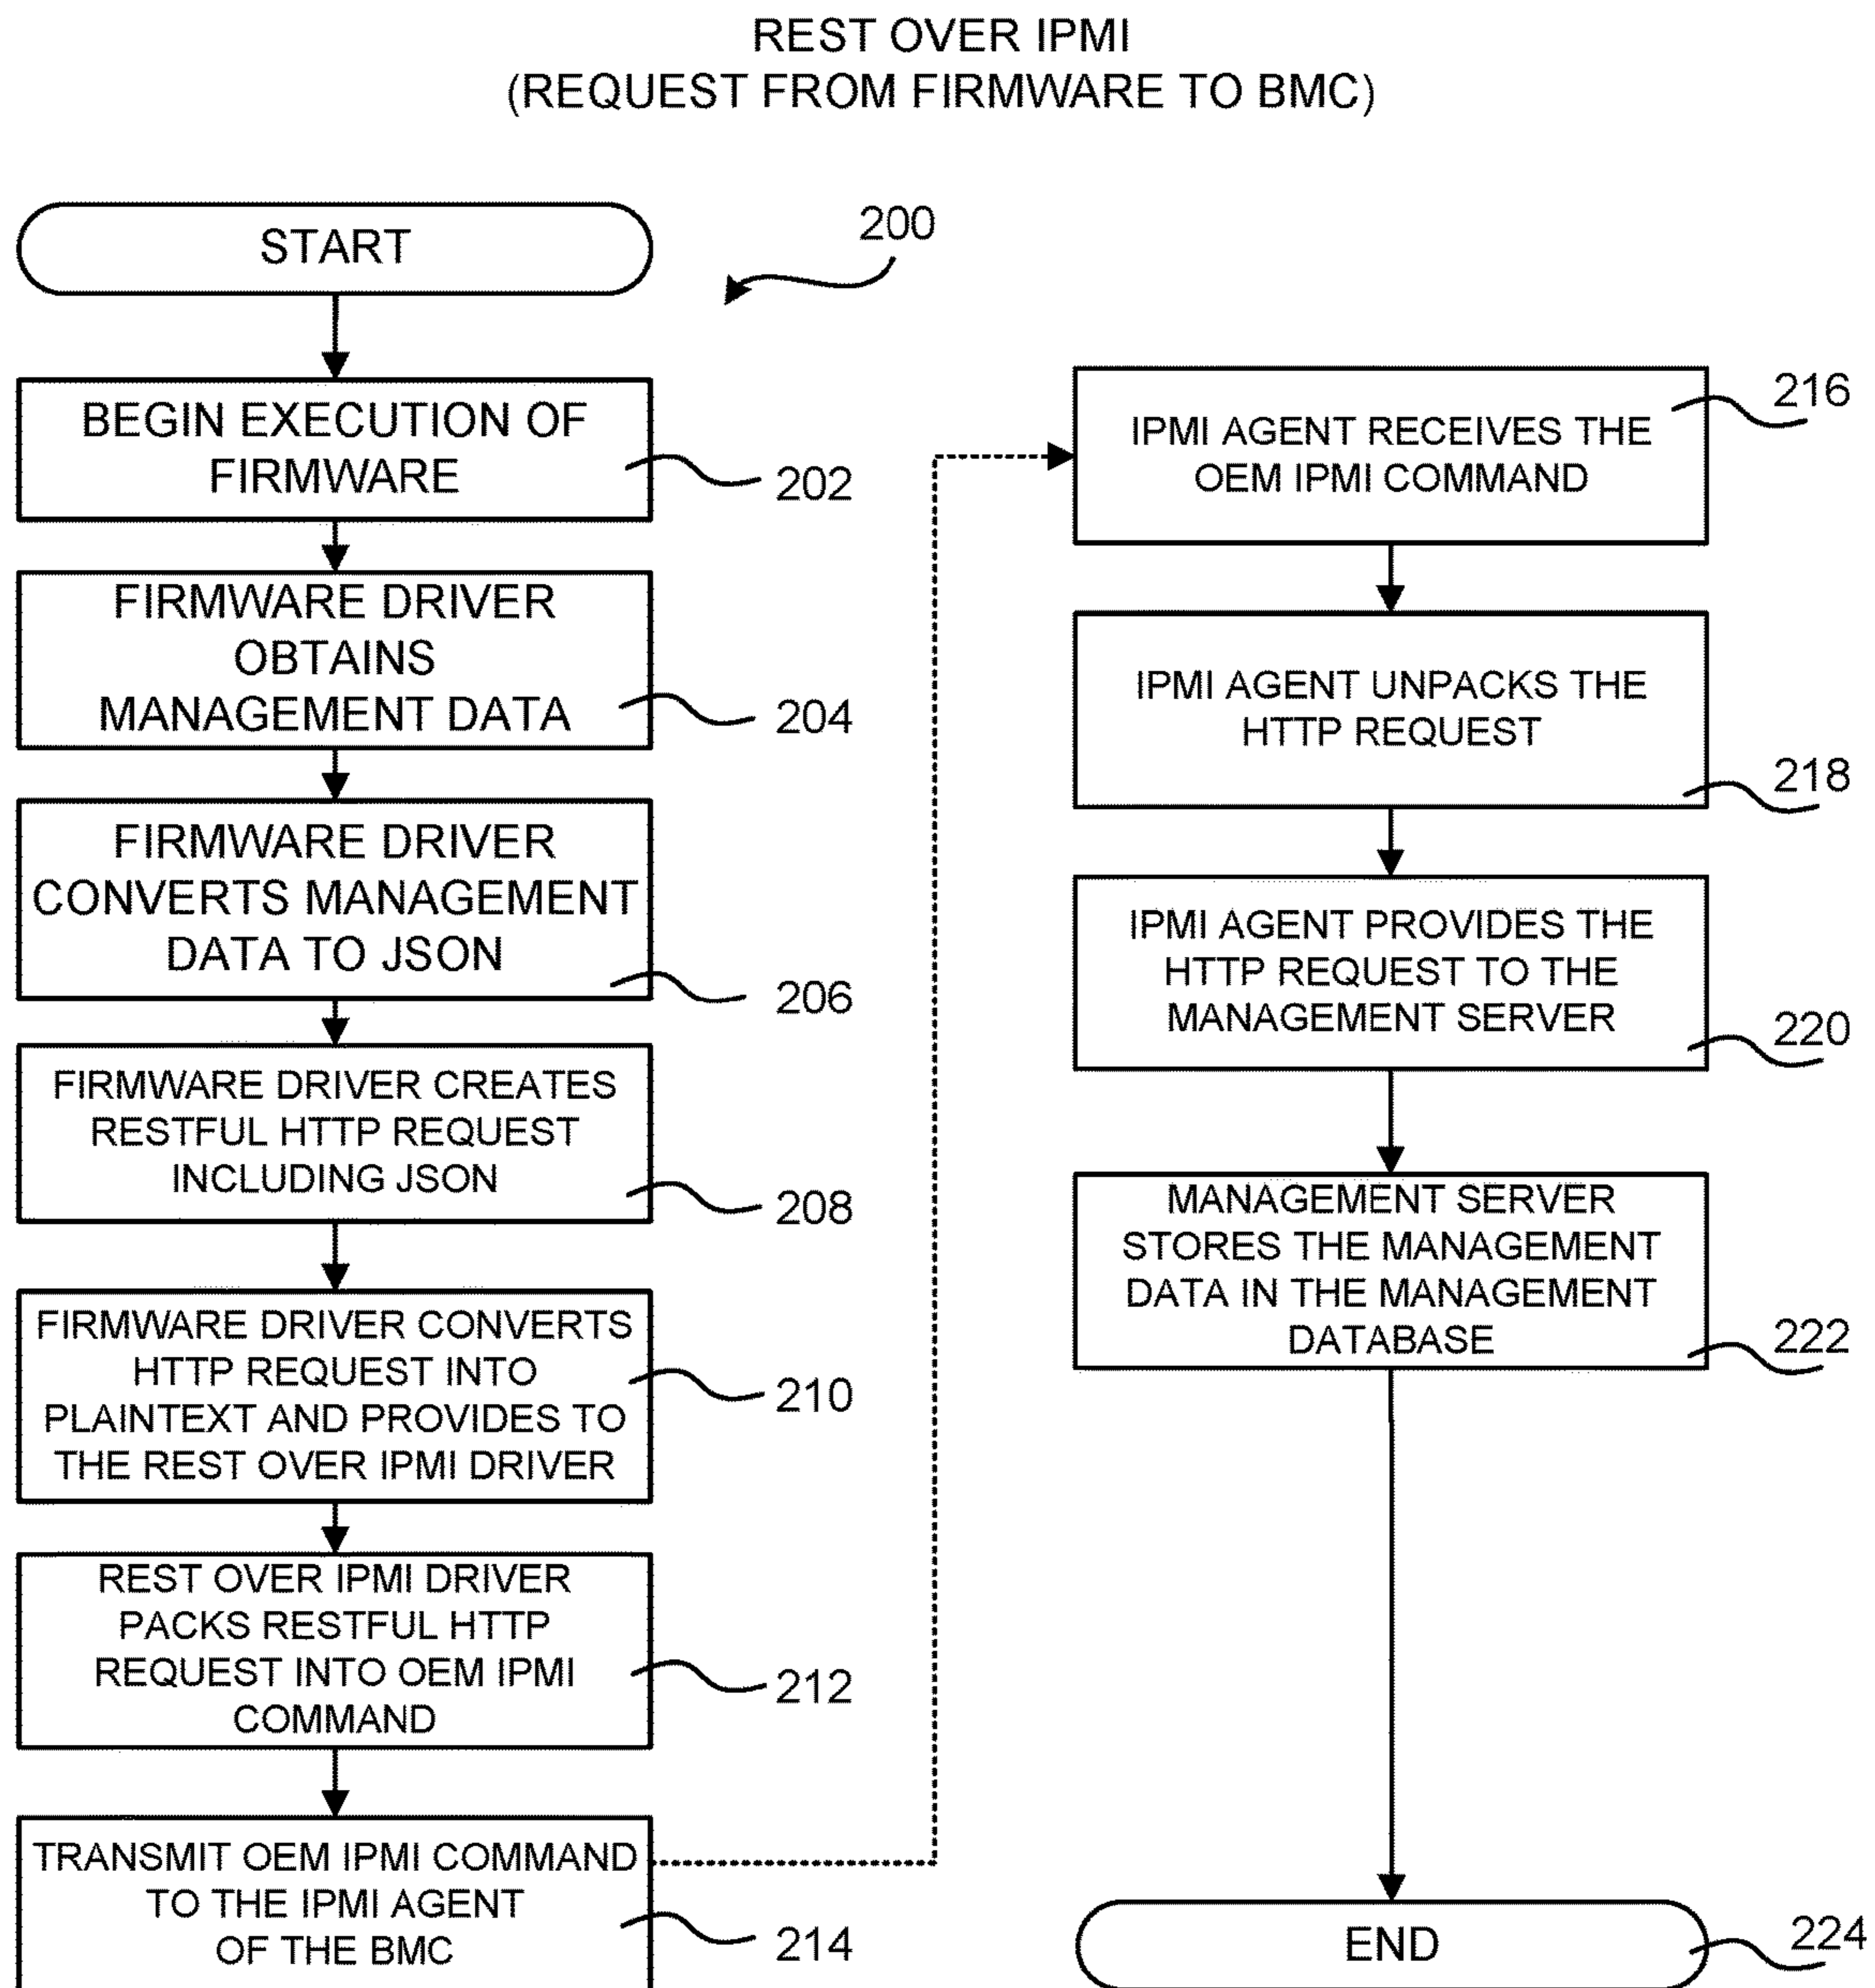 REST OVER IPMI
(REQUEST FROM FIRMWARE TO BMC)
START
200
BEGIN EXECUTION OF
FIRMWARE
202
FIRMWARE DRIVER
OBTAINS
MANAGEMENT DATA
204
FIRMWARE DRIVER
CONVERTS MANAGEMENT
DATA TO JSON
206
FIRMWARE DRIVER CREATES
RESTFUL HTTP REQUEST
INCLUDING JSON
208
FIRMWARE DRIVER CONVERTS
HTTP REQUEST INTO
PLAINTEXT AND PROVIDES TO
THE REST OVER IPMI DRIVER
210
REST OVER IPMI DRIVER
PACKS RESTFUL HTTP
REQUEST INTO OEM IPMI
COMMAND
212
TRANSMIT OEM IPMI COMMAND
TO THE IPMI AGENT
OF THE BMC
214
IPMI AGENT RECEIVES THE
OEM IPMI COMMAND
216
IPMI AGENT UNPACKS THE
HTTP REQUEST
218
IPMI AGENT PROVIDES THE
HTTP REQUEST TO THE
MANAGEMENT SERVER
220
MANAGEMENT SERVER
STORES THE MANAGEMENT
DATA IN THE MANAGEMENT
DATABASE
222
END
224